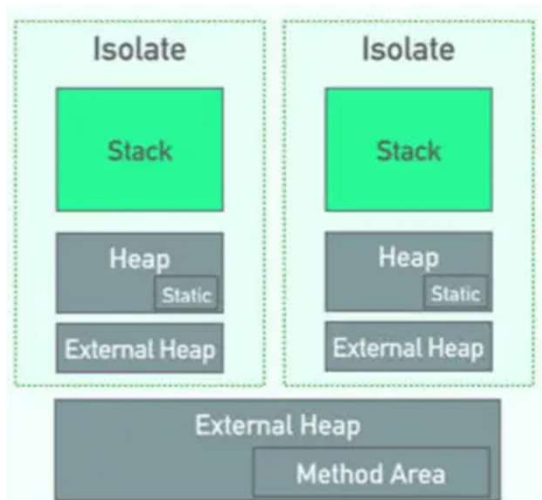 Isolate
Stack
Heap
Static
External Heap
Isolate
Stack
Heap
Static
External Heap
External Heap
Method Area